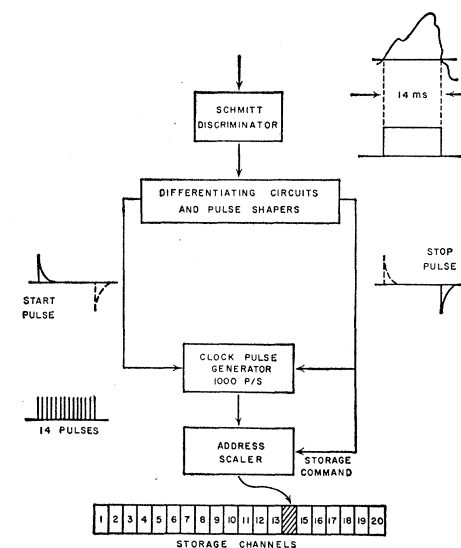 14 ms
SCHMITT
DISCRIMINATOR
DIFFERENTIATING CIRCUITS
AND PULSE SHAPERS
START
PULSE
STOP
PULSE
CLOCK PULSE
GENERATOR
1000 P/S
14 PULSES
ADDRESS
SCALER
STORAGE
COMMAND
1 2 3 4 5 6 7 8 9 10 11 12 13 15 16 17 18 19 20
STORAGE CHANNELS